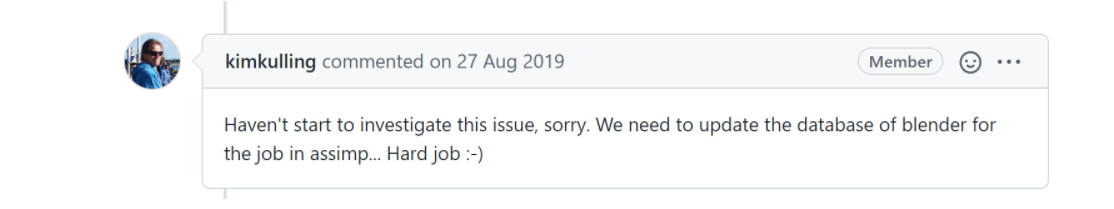 kimkulling commented on 27 Aug 2019 Member
Haven't start to investigate this issue, sorry. We need to update the database of blender for
the job in assimp... Hard job :-)